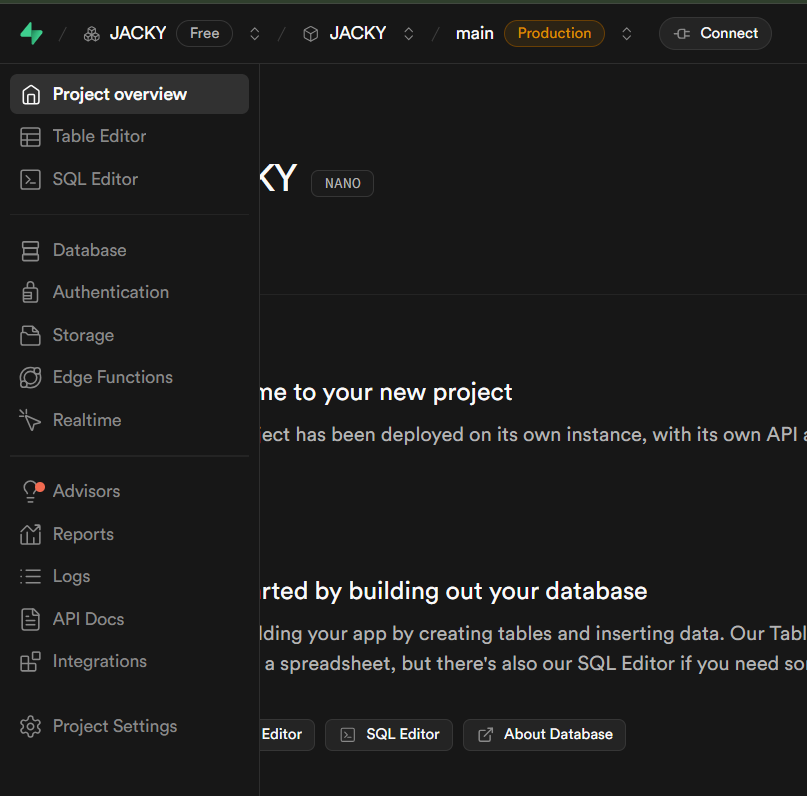 JACKY Free JACKY main Production Connect
Project overview
Table Editor
SQL Editor
Database
Authentication
Storage
Edge Functions
Realtime
Advisors
Reports
Logs
API Docs
Integrations
Project Settings
KY NANO
me to your new project
ject has been deployed on its own instance, with its own API a
rted by building out your database
lding your app by creating tables and inserting data. Our Tabl
a spreadsheet, but there's also our SQL Editor if you need so
Editor SQL Editor About Database